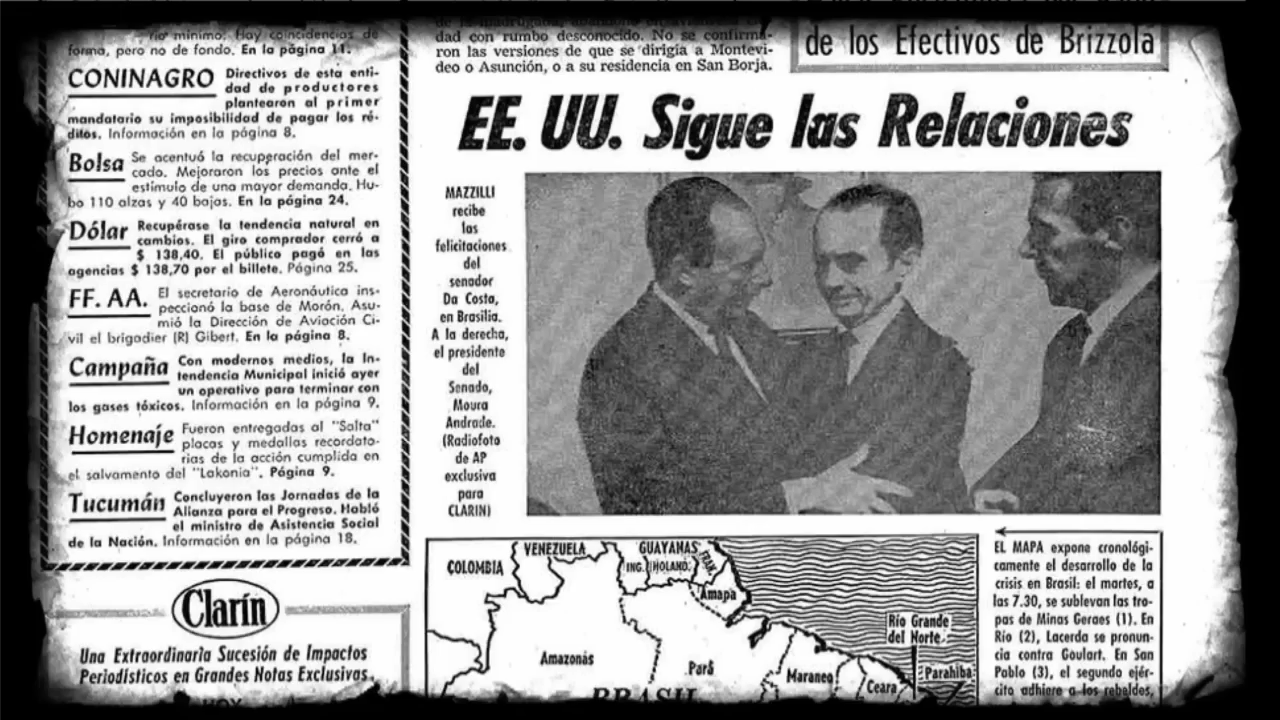 río mínimo. Hay coincidencias de
forma, pero no de fondo. En la página 11.
CONINAGRO Directivos de esta enti-
dad de productores
plantearon al primer
mandatario su imposibilidad de pagar los ré-
ditos. Información en la página 8.
Bolsa Se acentuó la recuperación del mer-
cado. Mejoraron los precios ante el
estímulo de una mayor demanda. Hu-
bo 110 alzas y 40 bajas. En la página 24.
Dólar Recupérase la tendencia natural en
cambios. El giro comprador cerró a
$ 138,40. El público pagó en las
agencias $ 138,70 por el billete. Página 25.
FF. AA. El secretario de Aeronáutica ins-
peccionó la base de Morón. Asu-
mió la Dirección de Aviación Ci-
vil el brigadier (R) Gibert. En la página 8.
Campaña Con modernos medios, la In-
tendencia Municipal inició ayer
un operativo para terminar con
los gases tóxicos. Información en la página 9.
Homenaje Fueron entregadas al "Salta"
placas y medallas recordato-
rias de la acción cumplida en
el salvamento del "Lakonia". Página 9.
Tucumán Concluyeron las Jornadas de la
Alianza para el Progreso. Habló
el ministro de Asistencia Social
de la Nación. Información en la página 18.
Clarín
Una Extraordinaria Sucesión de Impactos
Periodísticos en Grandes Notas Exclusivas
HOY
dad con rumbo desconocido. No se confirma-
ron las versiones de que se dirigía a Montevi-
deo o Asunción, o a su residencia en San Borja.
de los Efectivos de Brizzola
EE. UU. Sigue las Relaciones
MAZZILLI
recibe
las
felicitaciones
del
senador
Da Costa,
en Brasilia.
A la derecha,
el presidente
del
Senado,
Moura
Andrade.
(Radiofoto
de AP
exclusiva
para
CLARIN)
VENEZUELA
GUAYANAS
COLOMBIA
ING.
HOLAND.
FRAN.
Amapa
Río Grande
del Norte
Amazonás
Pará
Maraneo
Ceara
Parahiba
BRASIL
EL MAPA expone cronológi-
camente el desarrollo de la
crisis en Brasil: el martes, a
las 7.30, se sublevan las tro-
pas de Minas Geraes (1). En
Río (2), Lacerda se pronun-
cia contra Goulart. En San
Pablo (3), el segundo ejér-
cito adhiere a los rebeldes,